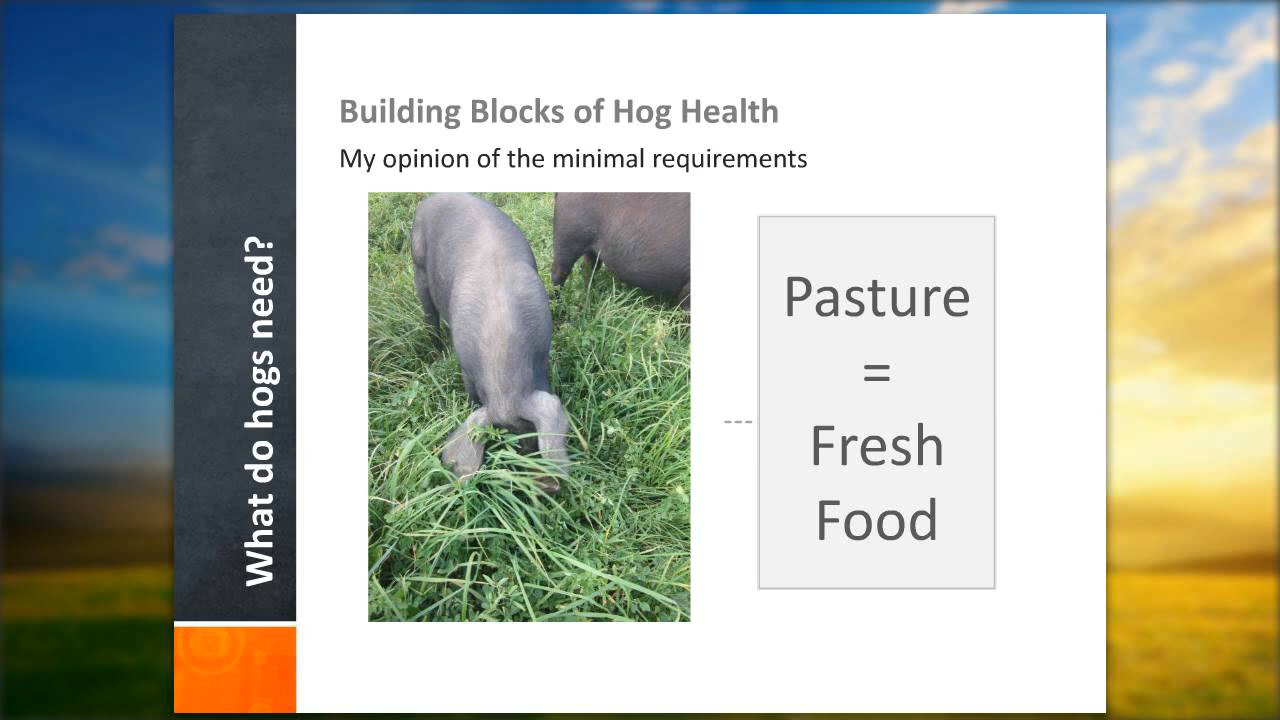 What do hogs need?
Building Blocks of Hog Health
My opinion of the minimal requirements
Pasture
=
Fresh
Food